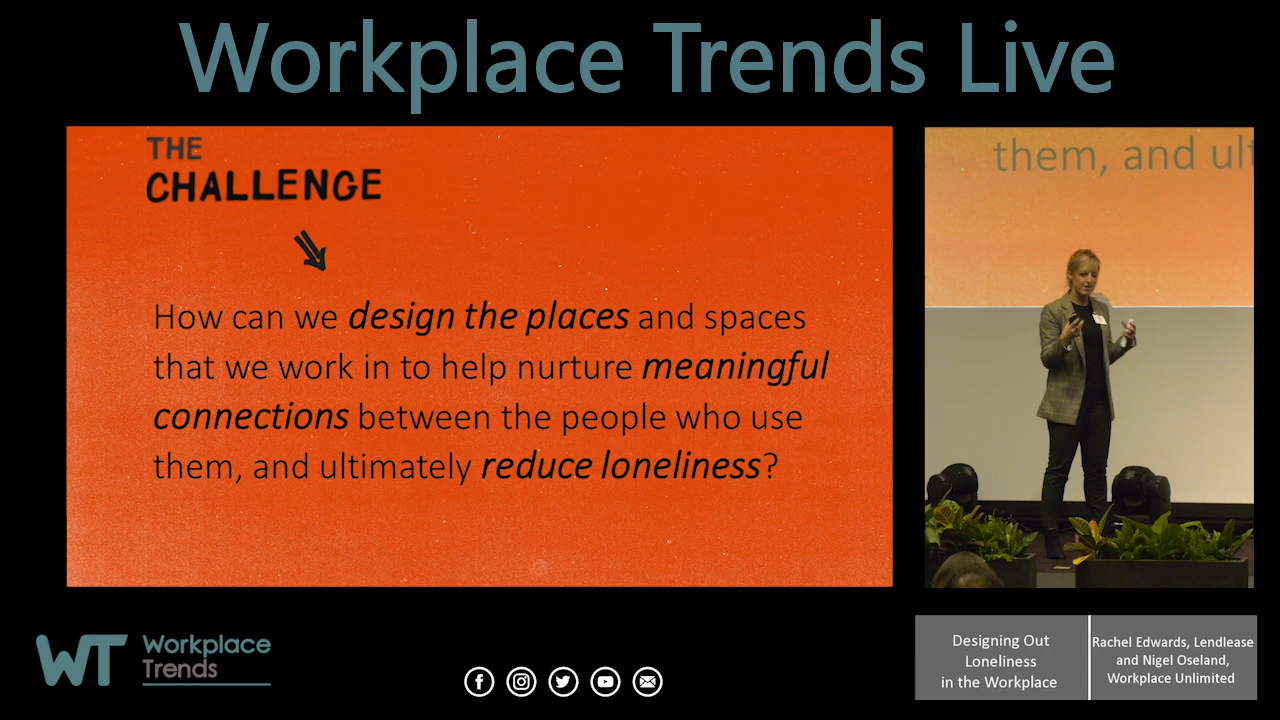 Workplace Trends Live
THE
CHALLENGE
How can we design the places and spaces
that we work in to help nurture meaningful
connections between the people who use
them, and ultimately reduce loneliness?
them, and ult
WT Workplace
Trends
Designing Out
Loneliness
in the Workplace
Rachel Edwards, Lendlease
and Nigel Oseland,
Workplace Unlimited